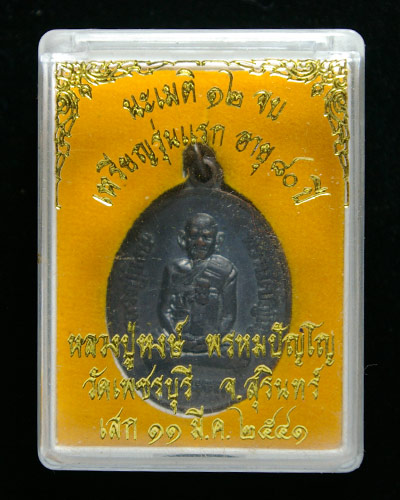 นะเมติ ๑๒ จบ
เหรียญรุ่นแรก อายุ ๘๐ ปี
หลวงปู่หงษ์ พรหมปัญโญ
วัดเพชรบุรี จ.สุรินทร์
เสก ๑๑ มี.ค. ๒๕๔๑